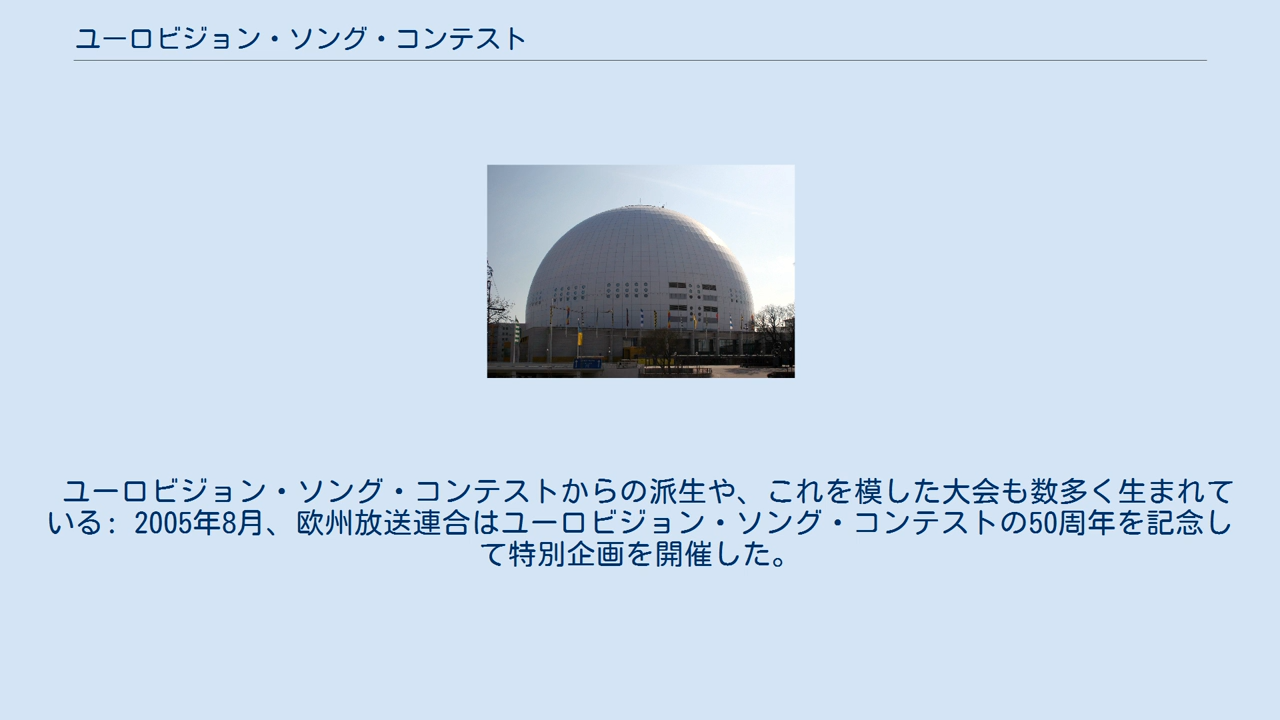 ユーロビジョン・ソング・コンテスト
ユーロビジョン・ソング・コンテストからの派生や、これを模した大会も数多く生まれて
いる: 2005年8月、欧州放送連合はユーロビジョン・ソング・コンテストの50周年を記念し
て特別企画を開催した。